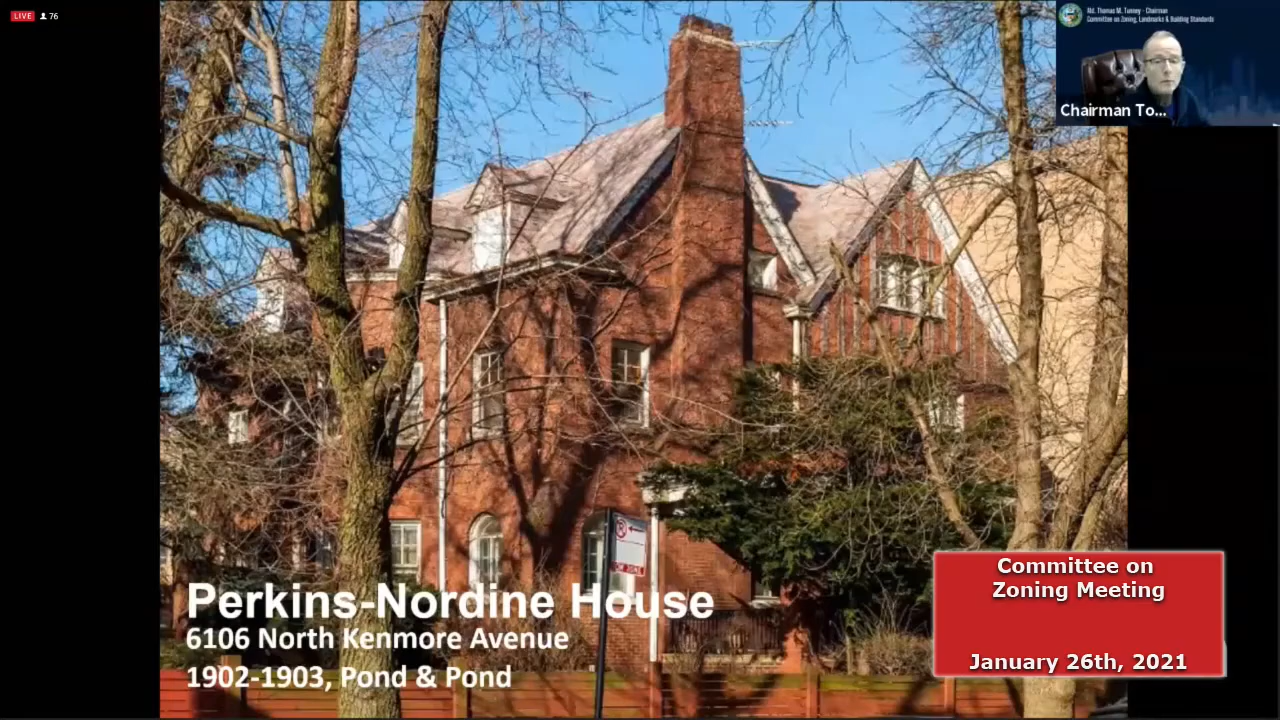 LIVE 76
Ald. Thomas M. Tunney - Chairman
Committee on Zoning, Landmarks & Building Standards
Chairman To...
Perkins-Nordine House
6106 North Kenmore Avenue
1902-1903, Pond & Pond
Committee on
Zoning Meeting
January 26th, 2021